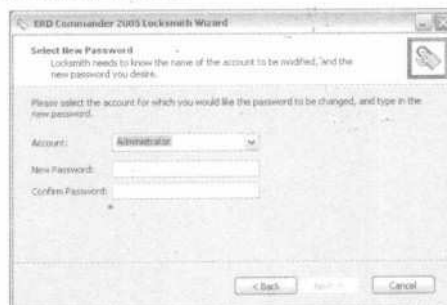 ERD Commander 2005 Locksmith Wizard
Select New Password
Locksmith needs to know the name of the account to be modified, and the
new password you desire.
Please select the account for which you would like the password to be changed, and type in the
new password.
Account:
Administrator
New Password:
Confirm Password:
< Back
Next >
Cancel